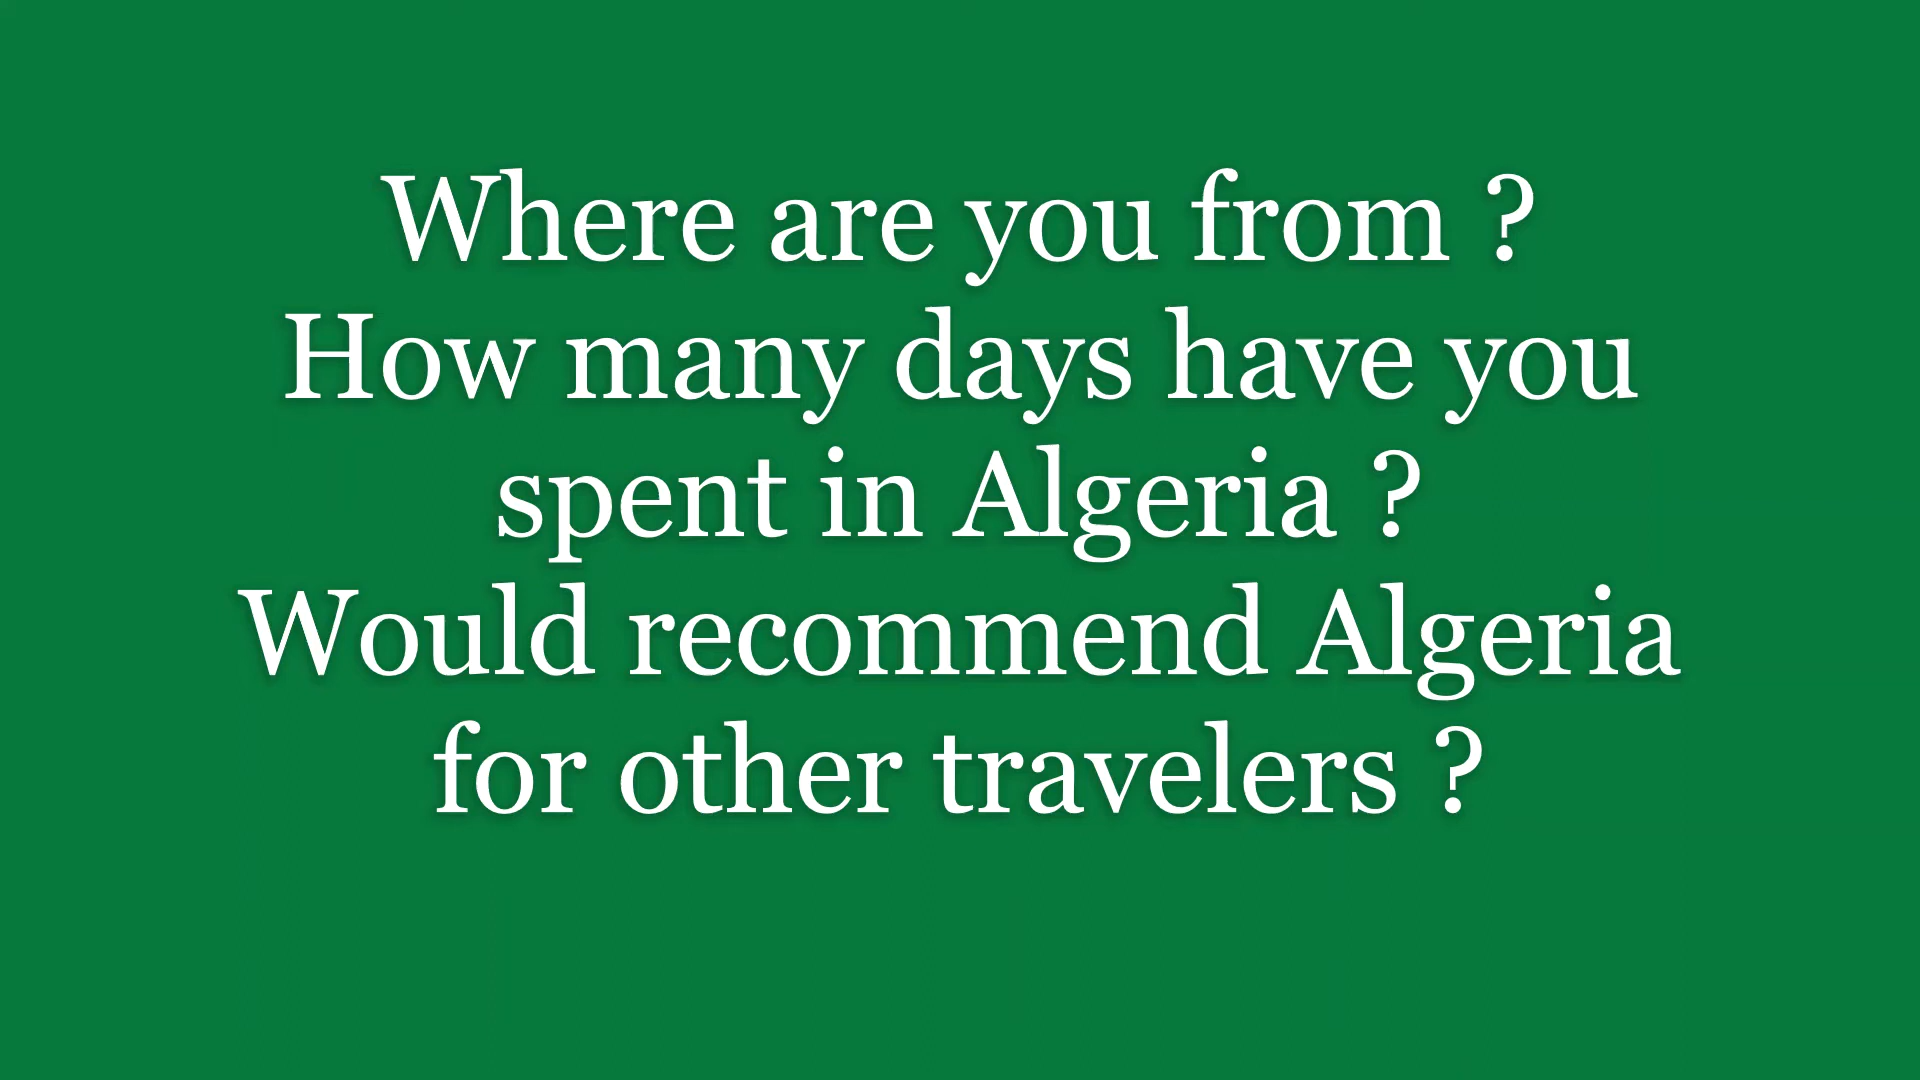 Where are you from ?
How many days have you
spent in Algeria ?
Would recommend Algeria
for other travelers ?